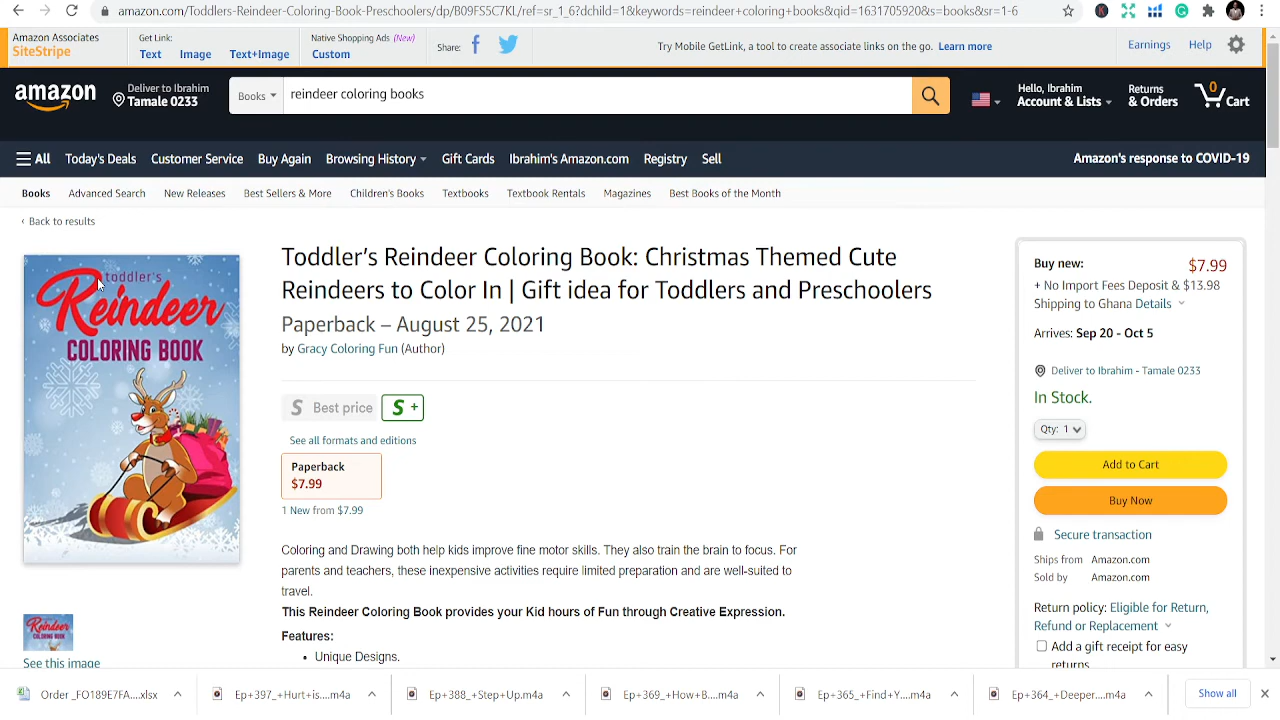 amazon.com/Toddlers-Reindeer-Coloring-Book-Preschoolers/dp/B09FS5C7KL/ref=sr_1_6?dchild=1&keywords=reindeer+coloring+books&qid=1631705920&s=books&sr=1-6
Amazon Associates
SiteStripe
Get Link:
Text Image Text+Image
Native Shopping Ads (New)
Custom
Share:
Try Mobile GetLink, a tool to create associate links on the go. Learn more
Earnings Help
amazon
Deliver to Ibrahim
Tamale 0233
Books
reindeer coloring books
Hello, Ibrahim
Account & Lists
Returns
& Orders
0
Cart
All Today's Deals Customer Service Buy Again Browsing History Gift Cards Ibrahim's Amazon.com Registry Sell
Amazon's response to COVID-19
Books Advanced Search New Releases Best Sellers & More Children's Books Textbooks Textbook Rentals Magazines Best Books of the Month
‹ Back to results
toddler's
Reindeer
COLORING BOOK
Reindeer
COLORING BOOK
See this image
Toddler’s Reindeer Coloring Book: Christmas Themed Cute
Reindeers to Color In | Gift idea for Toddlers and Preschoolers
Paperback – August 25, 2021
by Gracy Coloring Fun (Author)
S Best price S +
See all formats and editions
Paperback
$7.99
1 New from $7.99
Coloring and Drawing both help kids improve fine motor skills. They also train the brain to focus. For
parents and teachers, these inexpensive activities require limited preparation and are well-suited to
travel.
This Reindeer Coloring Book provides your Kid hours of Fun through Creative Expression.
Features:
• Unique Designs.
Buy new: $7.99
+ No Import Fees Deposit & $13.98
Shipping to Ghana Details
Arrives: Sep 20 - Oct 5
Deliver to Ibrahim - Tamale 0233
In Stock.
Qty: 1
Add to Cart
Buy Now
Secure transaction
Ships from Amazon.com
Sold by Amazon.com
Return policy: Eligible for Return,
Refund or Replacement
Add a gift receipt for easy
returns
Order _FO189E7FA....xlsx
Ep+397_+Hurt+is....m4a
Ep+388_+Step+Up.m4a
Ep+369_+How+B....m4a
Ep+365_+Find+Y....m4a
Ep+364_+Deeper....m4a
Show all